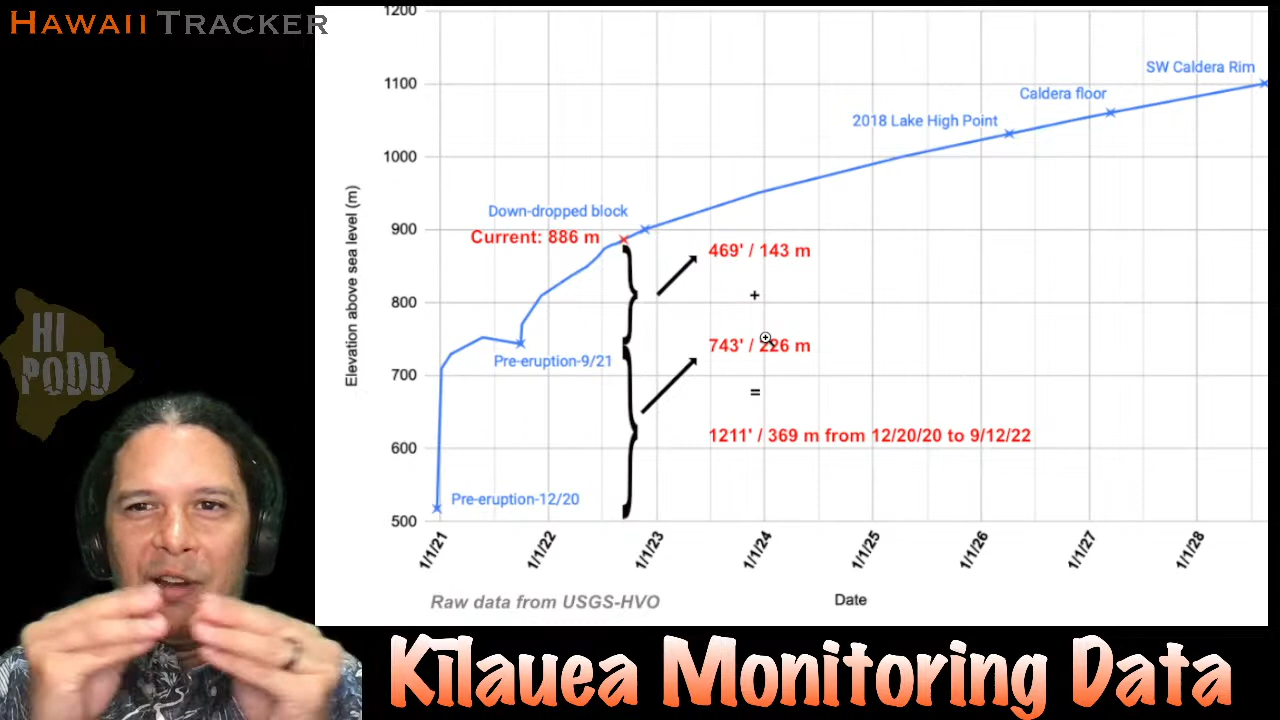 HAWAII TRACKER
HI
PODD
1200
1100
1000
900
800
700
600
500
Elevation above sea level (m)
SW Caldera Rim
Caldera floor
2018 Lake High Point
Down-dropped block
Current: 886 m
469' / 143 m
+
743' / 226 m
Pre-eruption-9/21
=
1211' / 369 m from 12/20/20 to 9/12/22
Pre-eruption-12/20
1/1/21
1/1/22
1/1/23
1/1/24
1/1/25
1/1/26
1/1/27
1/1/28
Raw data from USGS-HVO
Date
Kīlauea Monitoring Data